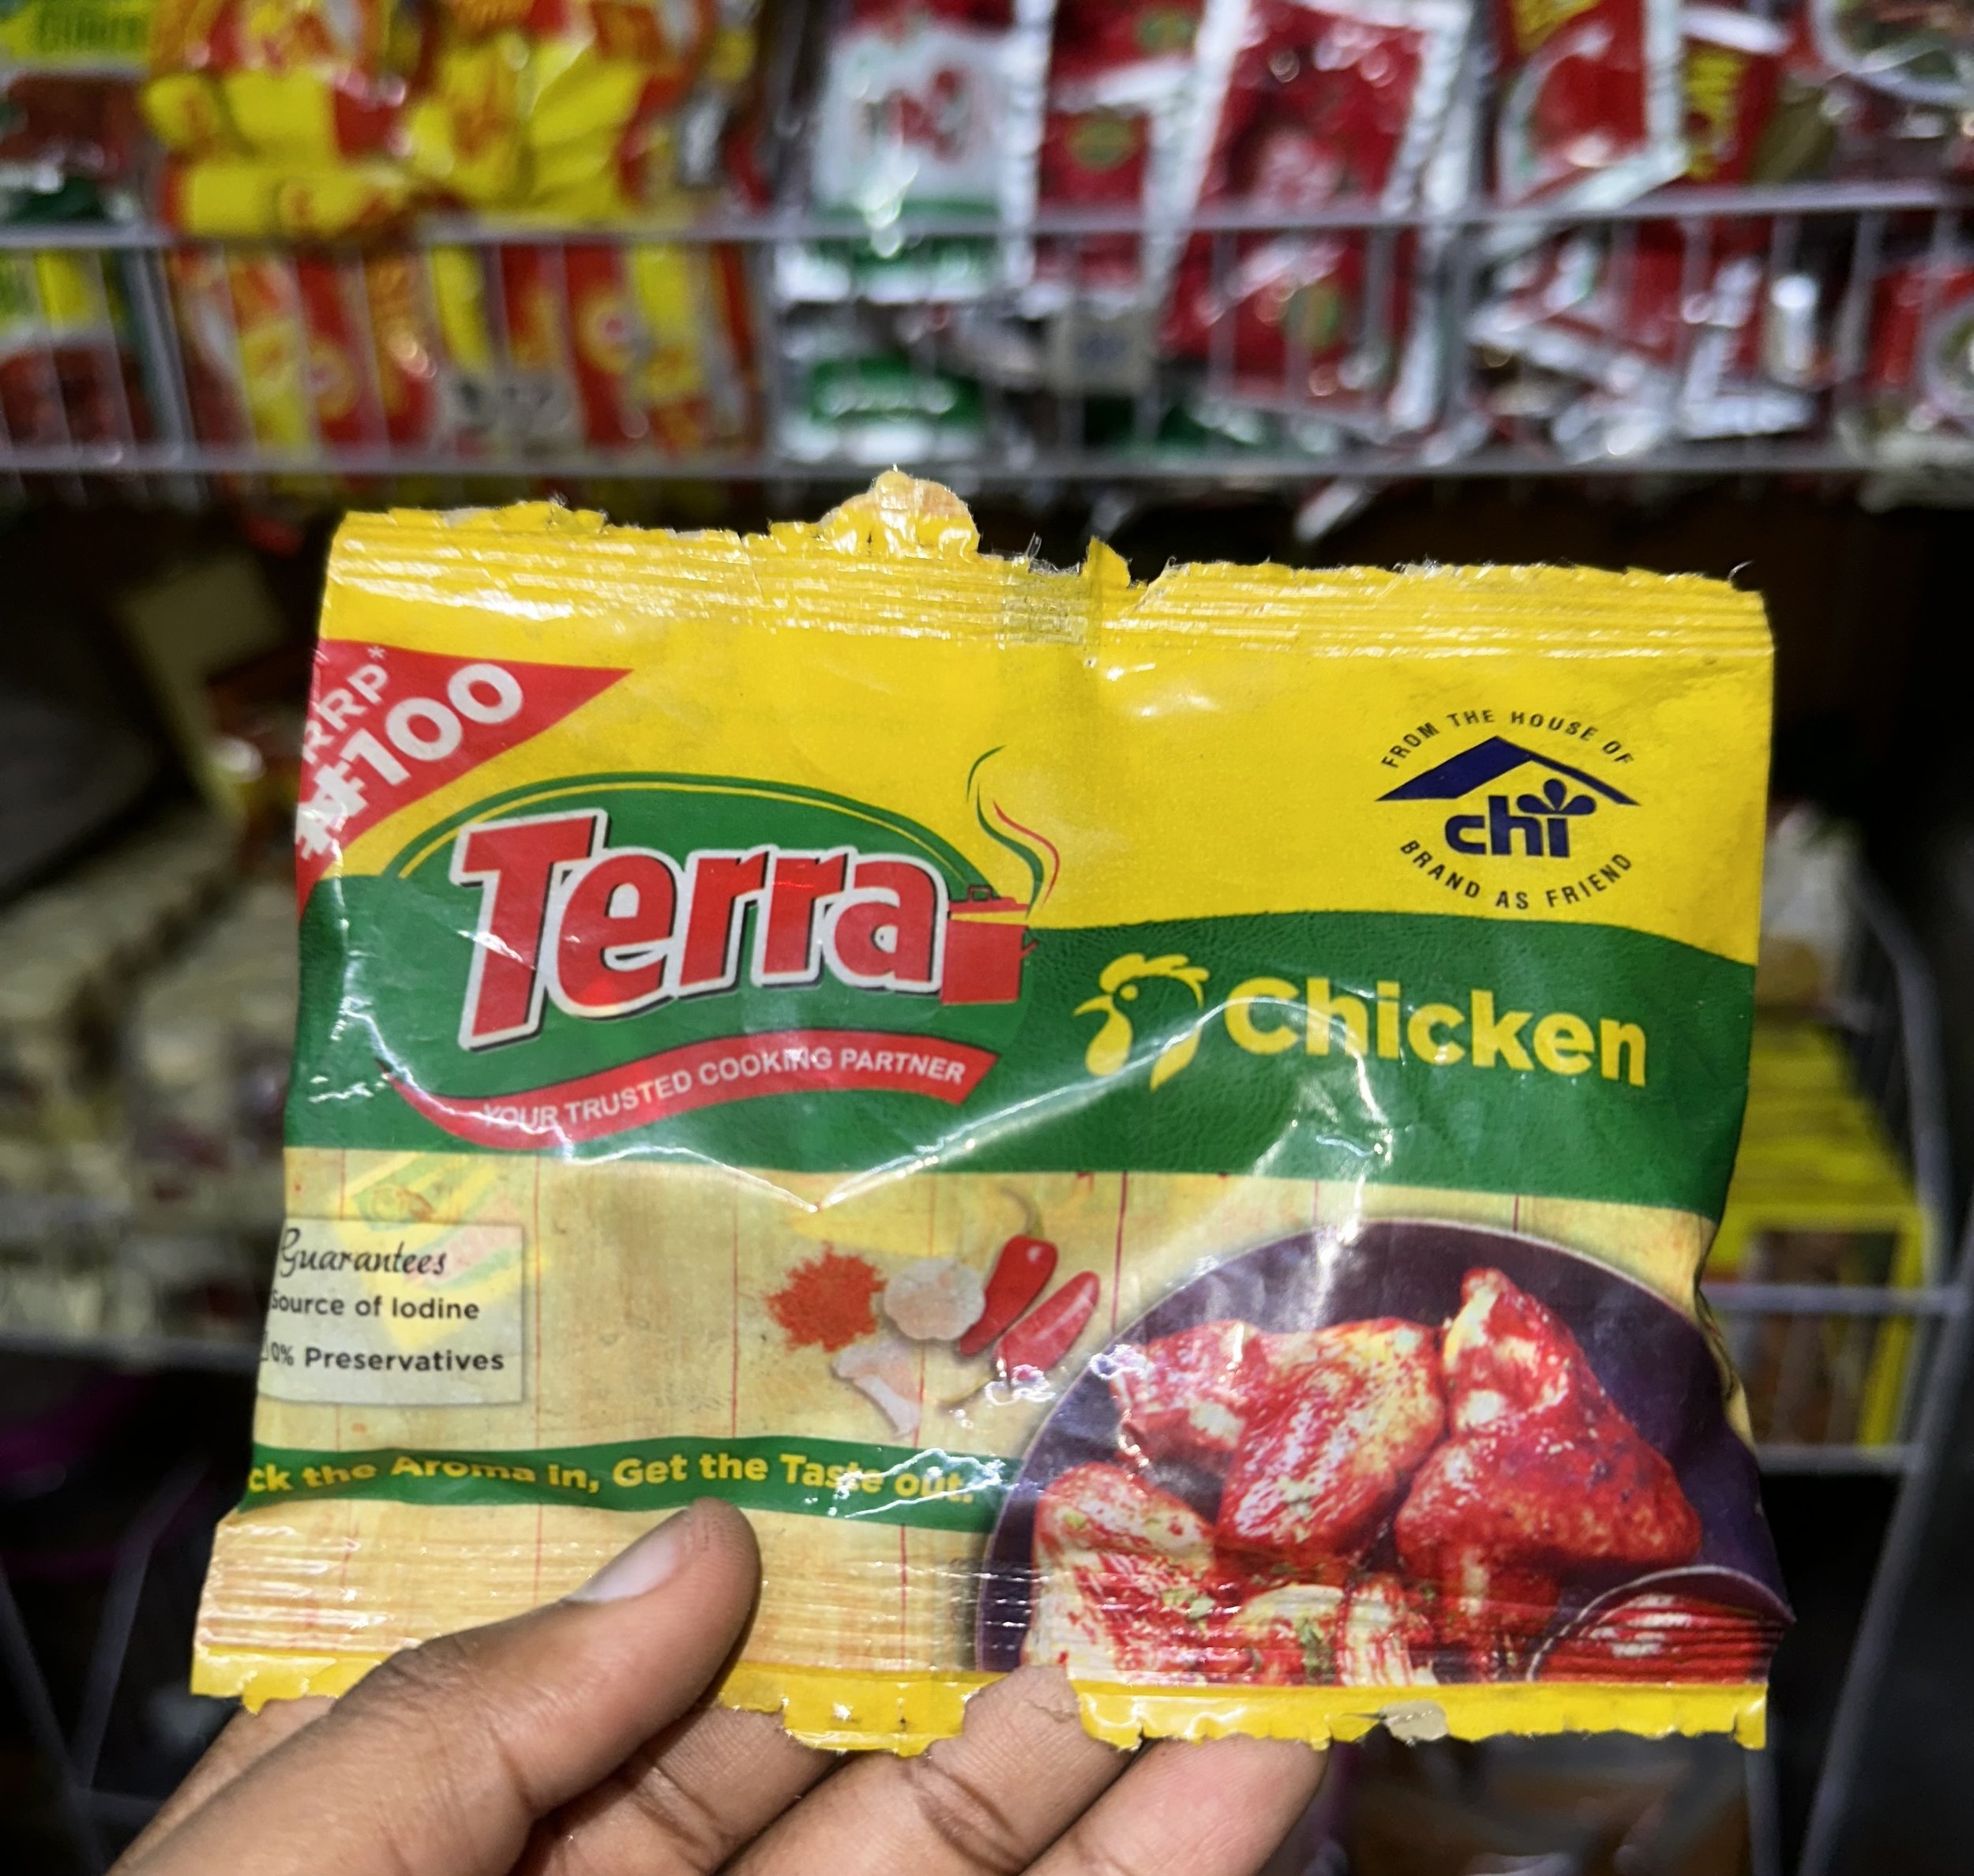 RRP*
₦100
FROM THE HOUSE OF
chi
BRAND AS FRIEND
Terra
YOUR TRUSTED COOKING PARTNER
Chicken
Guarantees
Source of Iodine
0% Preservatives
ck the Aroma in, Get the Taste out.